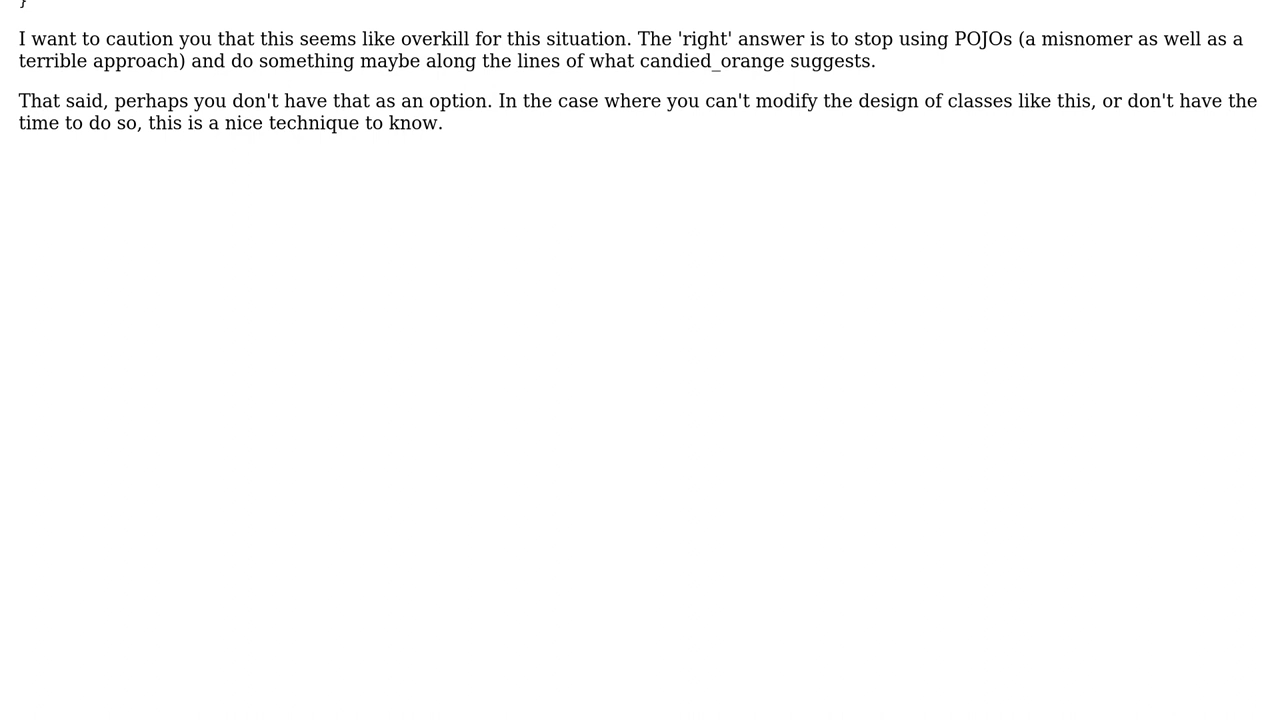 }
I want to caution you that this seems like overkill for this situation. The 'right' answer is to stop using POJOs (a misnomer as well as a
terrible approach) and do something maybe along the lines of what candied_orange suggests.
That said, perhaps you don't have that as an option. In the case where you can't modify the design of classes like this, or don't have the
time to do so, this is a nice technique to know.